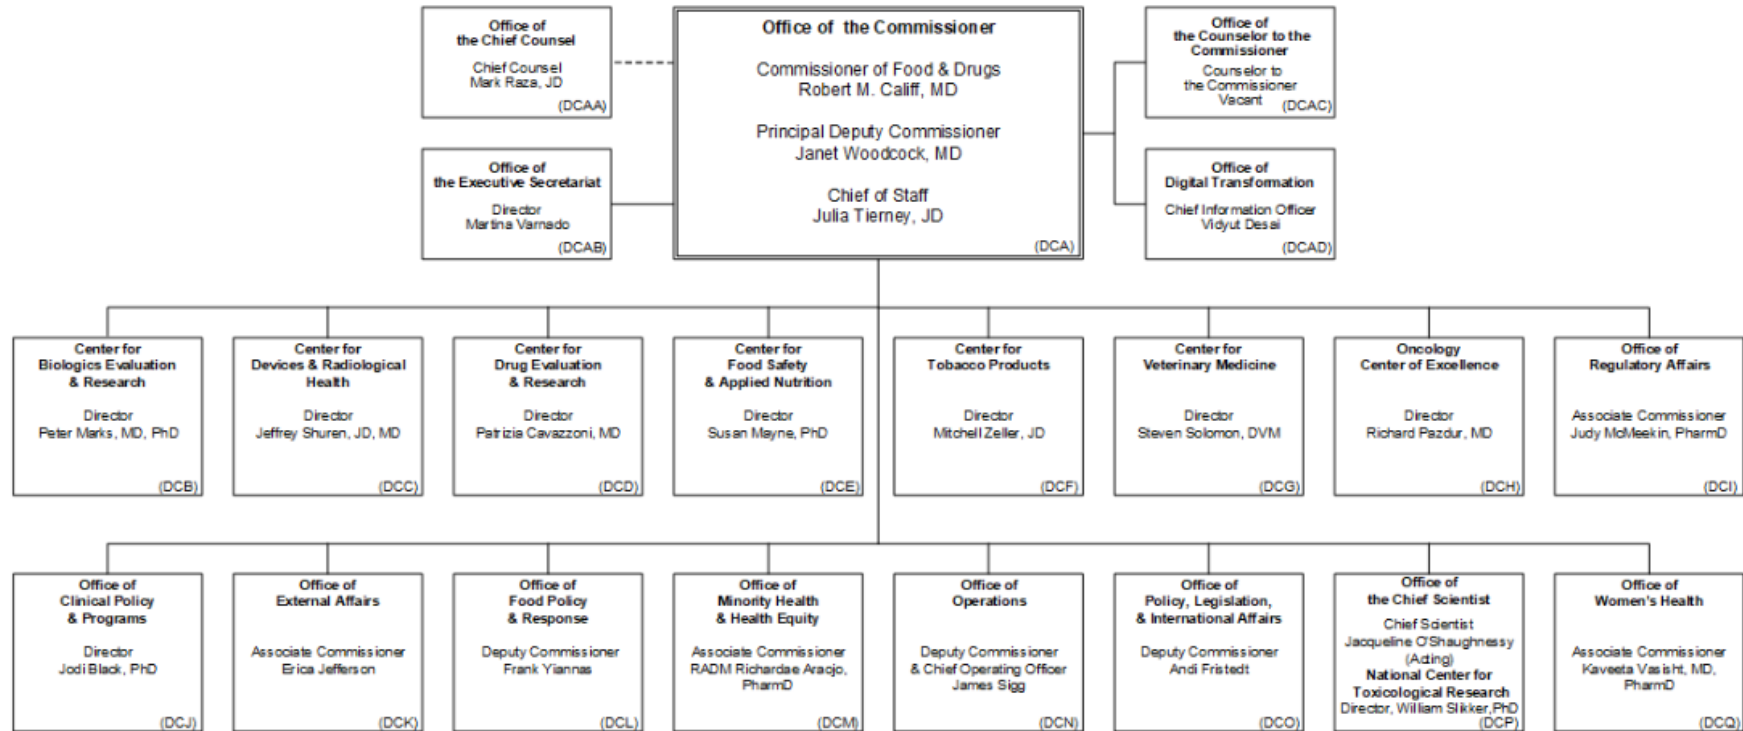 Office of
the Chief Counsel
Chief Counsel
Mark Raza, JD
(DCAA)
Office of the Commissioner
Commissioner of Food & Drugs
Robert M. Califf, MD
Principal Deputy Commissioner
Janet Woodcock, MD
Chief of Staff
Julia Tierney, JD
(DCA)
Office of
the Counselor to the
Commissioner
Counselor to
the Commissioner
Vacant
(DCAC)
Office of
the Executive Secretariat
Director
Martina Varnado
(DCAB)
Office of
Digital Transformation
Chief Information Officer
Vidyut Desai
(DCAD)
Center for
Biologics Evaluation
& Research
Director
Peter Marks, MD, PhD
(DCB)
Center for
Devices & Radiological
Health
Director
Jeffrey Shuren, JD, MD
(DCC)
Center for
Drug Evaluation
& Research
Director
Patrizia Cavazzoni, MD
(DCD)
Center for
Food Safety
& Applied Nutrition
Director
Susan Mayne, PhD
(DCE)
Center for
Tobacco Products
Director
Mitchell Zeller, JD
(DCF)
Center for
Veterinary Medicine
Director
Steven Solomon, DVM
(DCG)
Oncology
Center of Excellence
Director
Richard Pazdur, MD
(DCH)
Office of
Regulatory Affairs
Associate Commissioner
Judy McMeekin, PharmD
(DCI)
Office of
Clinical Policy
& Programs
Director
Jodi Black, PhD
(DCJ)
Office of
External Affairs
Associate Commissioner
Erica Jefferson
(DCK)
Office of
Food Policy
& Response
Deputy Commissioner
Frank Yiannas
(DCL)
Office of
Minority Health
& Health Equity
Associate Commissioner
RADM Richardae Araojo,
PharmD
(DCM)
Office of
Operations
Deputy Commissioner
& Chief Operating Officer
James Sigg
(DCN)
Office of
Policy, Legislation,
& International Affairs
Deputy Commissioner
Andi Fristedt
(DCO)
Office of
the Chief Scientist
Chief Scientist
Jacqueline O'Shaughnessy
(Acting)
National Center for
Toxicological Research
Director, William Slikker,PhD
(DCP)
Office of
Women's Health
Associate Commissioner
Kaveeta Vasisht, MD,
PharmD
(DCQ)